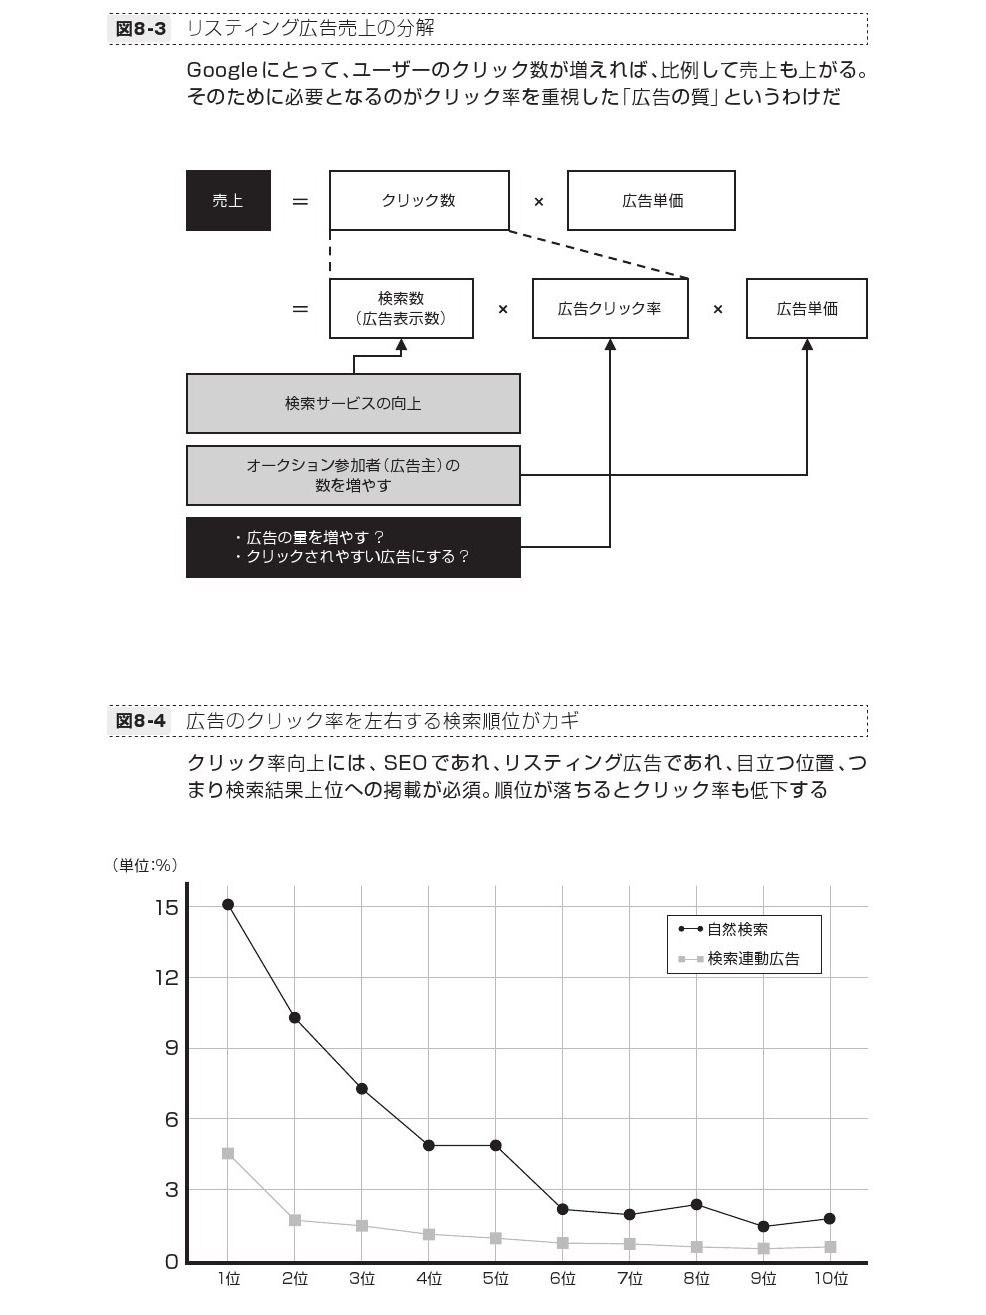 図8-3 リスティング広告売上の分解
Googleにとって、ユーザーのクリック数が増えれば、比例して売上も上がる。
そのために必要となるのがクリック率を重視した「広告の質」というわけだ
売上 ＝ クリック数 × 広告単価
＝ 検索数
（広告表示数） × 広告クリック率 × 広告単価
検索サービスの向上
オークション参加者（広告主）の
数を増やす
・広告の量を増やす？
・クリックされやすい広告にする？
図8-4 広告のクリック率を左右する検索順位がカギ
クリック率向上には、SEOであれ、リスティング広告であれ、目立つ位置、つ
まり検索結果上位への掲載が必須。順位が落ちるとクリック率も低下する
（単位：％）
15
12
9
6
3
0
自然検索
検索連動広告
1位 2位 3位 4位 5位 6位 7位 8位 9位 10位